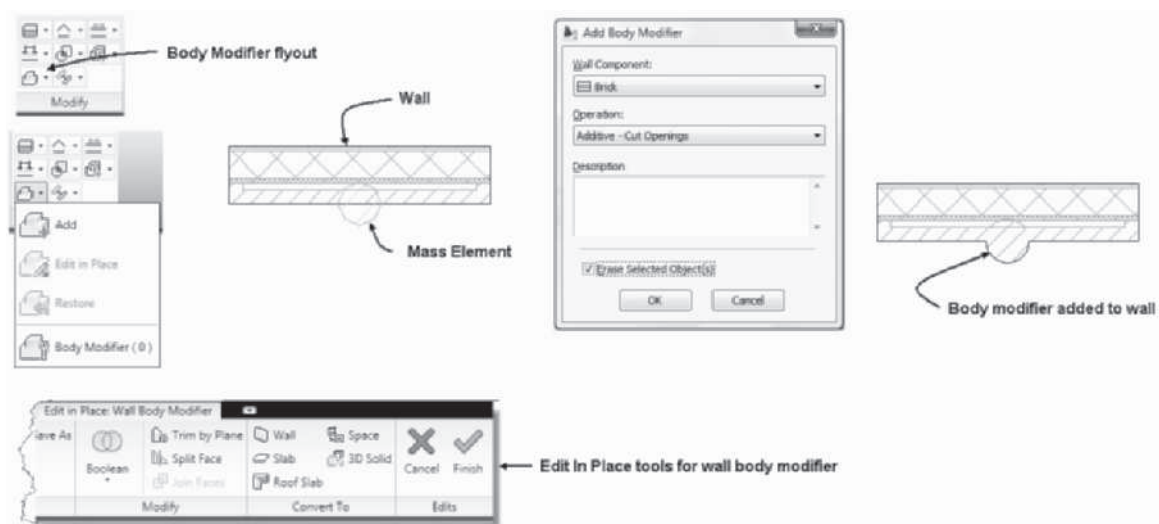 Body Modifier flyout
Modify
Add
Edit in Place
Restore
Body Modifier (0)
Wall
Mass Element
Add Body Modifier
Wall Component:
Brick
Operation:
Additive - Cut Openings
Description
Erase Selected Object(s)
OK
Cancel
Body modifier added to wall
Edit in Place: Wall Body Modifier
ave As
Boolean
Trim by Plane
Split Face
Join Faces
Modify
Wall
Slab
Roof Slab
Space
3D Solid
Convert To
Cancel
Finish
Edits
Edit In Place tools for wall body modifier